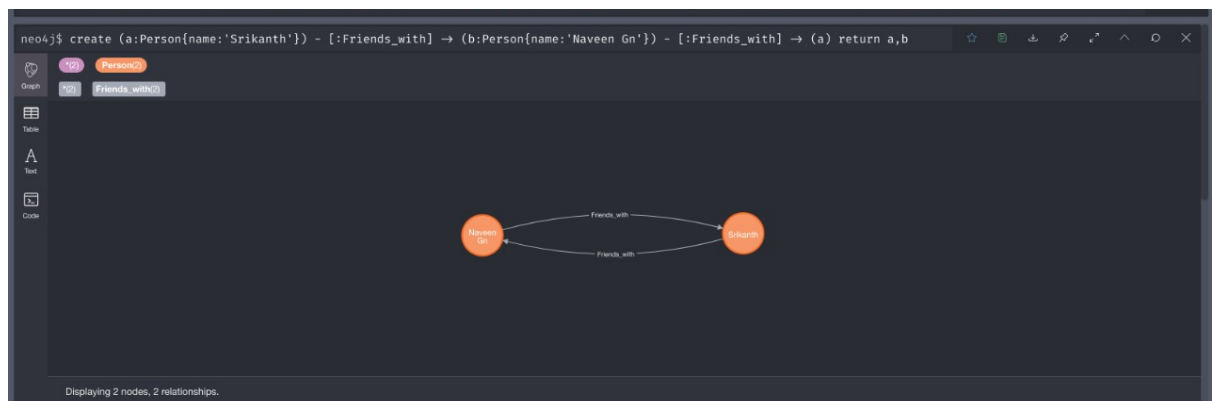 neo4j$ create (a:Person{name:'Srikanth'}) - [:Friends_with] → (b:Person{name:'Naveen Gn'}) - [:Friends_with] → (a) return a,b
*(2) Person(2)
Graph
*(2) Friends_with(2)
Table
A
Text
Code
Friends_with
Naveen
Gn
Srikanth
Friends_with
Displaying 2 nodes, 2 relationships.